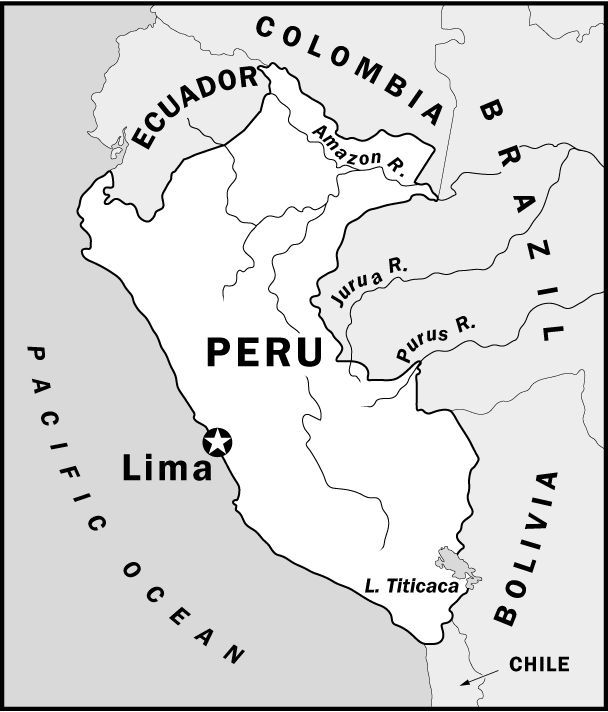 COLOMBIA
ECUADOR
BRAZIL
Amazon R.
Jurua R.
Purus R.
PERU
PACIFIC OCEAN
Lima
BOLIVIA
L. Titicaca
CHILE